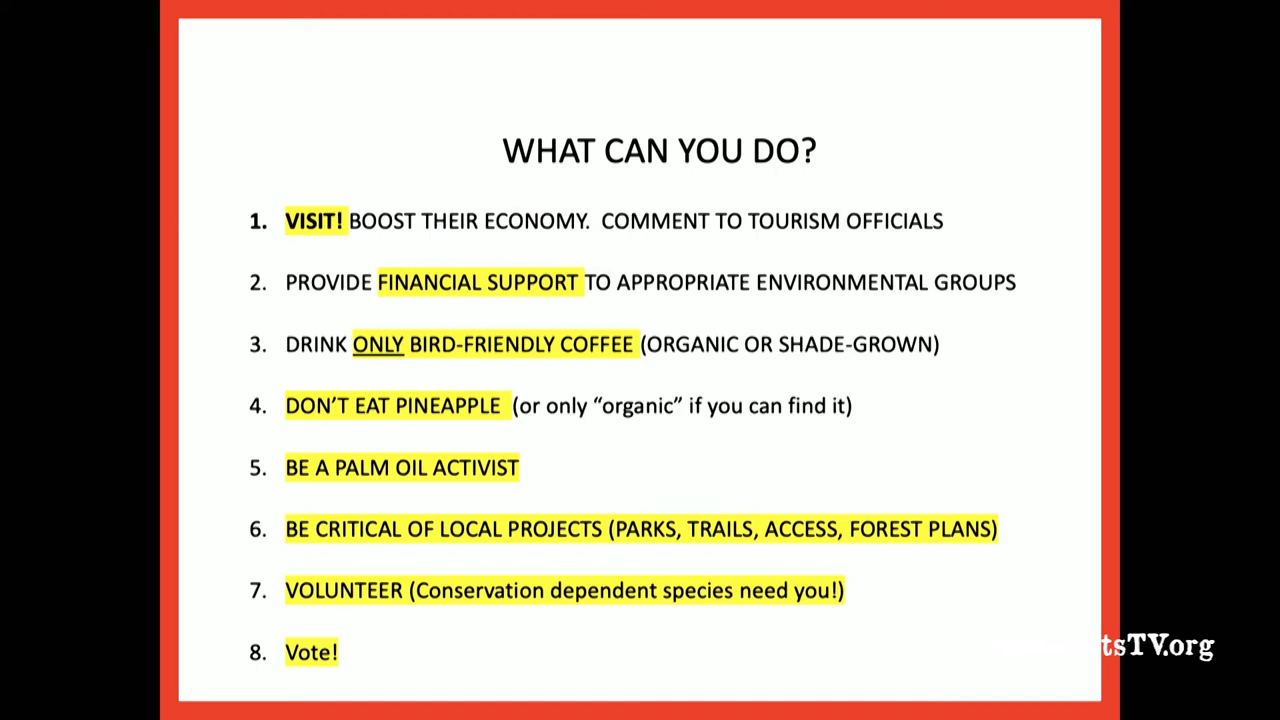 WHAT CAN YOU DO?
1. VISIT! BOOST THEIR ECONOMY. COMMENT TO TOURISM OFFICIALS
2. PROVIDE FINANCIAL SUPPORT TO APPROPRIATE ENVIRONMENTAL GROUPS
3. DRINK ONLY BIRD-FRIENDLY COFFEE (ORGANIC OR SHADE-GROWN)
4. DON’T EAT PINEAPPLE (or only “organic” if you can find it)
5. BE A PALM OIL ACTIVIST
6. BE CRITICAL OF LOCAL PROJECTS (PARKS, TRAILS, ACCESS, FOREST PLANS)
7. VOLUNTEER (Conservation dependent species need you!)
8. Vote!
tsTV.org